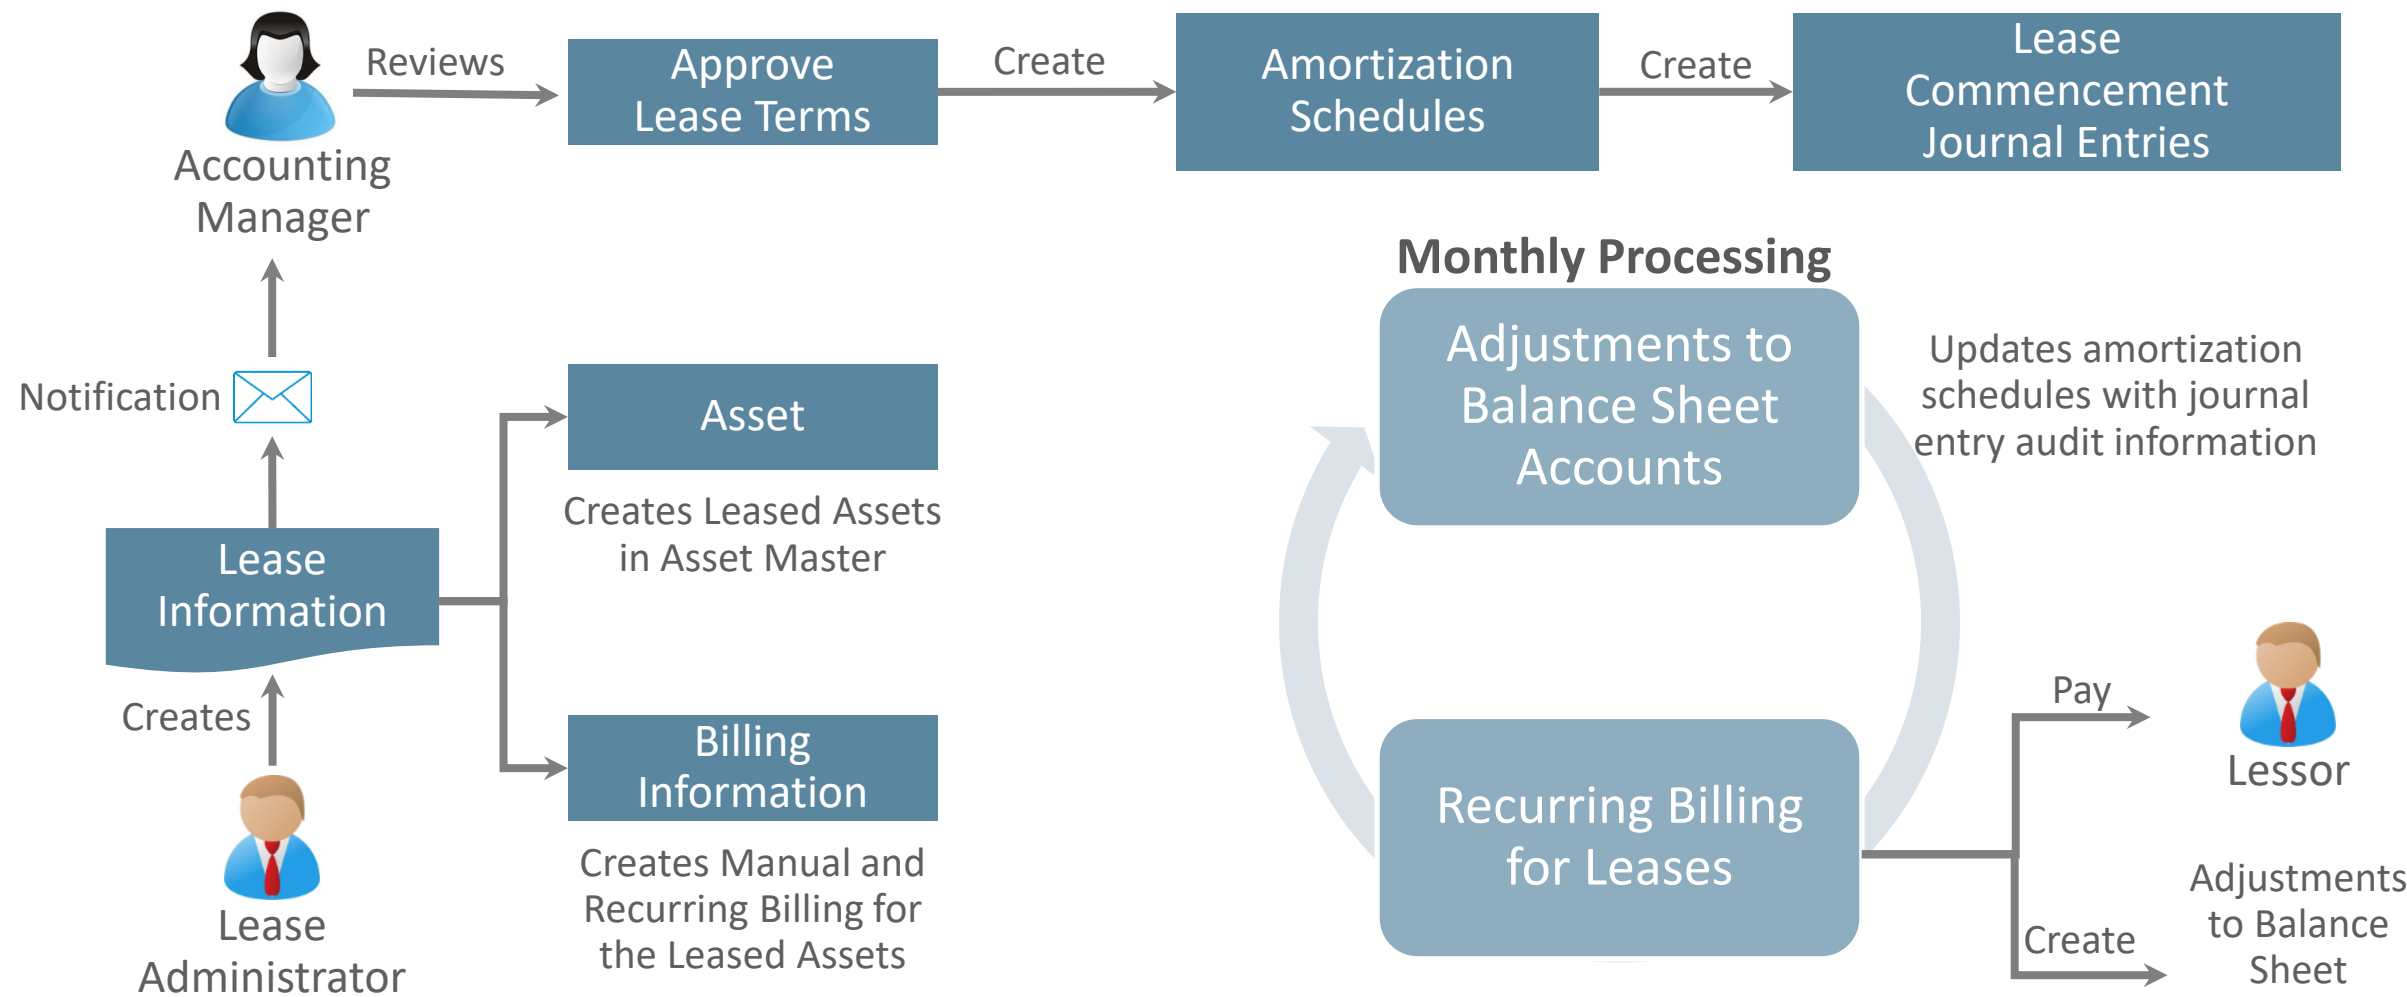 Reviews
Approve
Lease Terms
Create
Amortization
Schedules
Create
Lease
Commencement
Journal Entries
Accounting
Manager
Notification
Lease
Information
Creates
Lease
Administrator
Asset
Creates Leased Assets
in Asset Master
Billing
Information
Creates Manual and
Recurring Billing for
the Leased Assets
Monthly Processing
Adjustments to
Balance Sheet
Accounts
Updates amortization
schedules with journal
entry audit information
Recurring Billing
for Leases
Pay
Lessor
Create
Adjustments
to Balance
Sheet